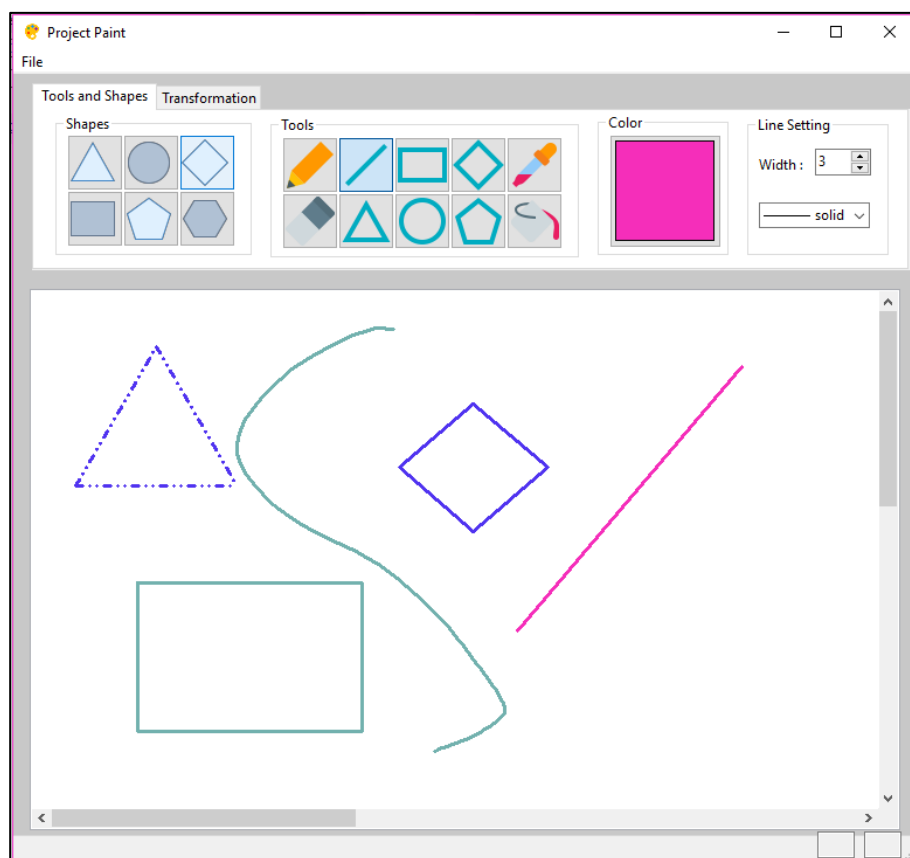 Project Paint
File
Tools and Shapes
Transformation
Shapes
Tools
Color
Line Setting
Width :
3
solid